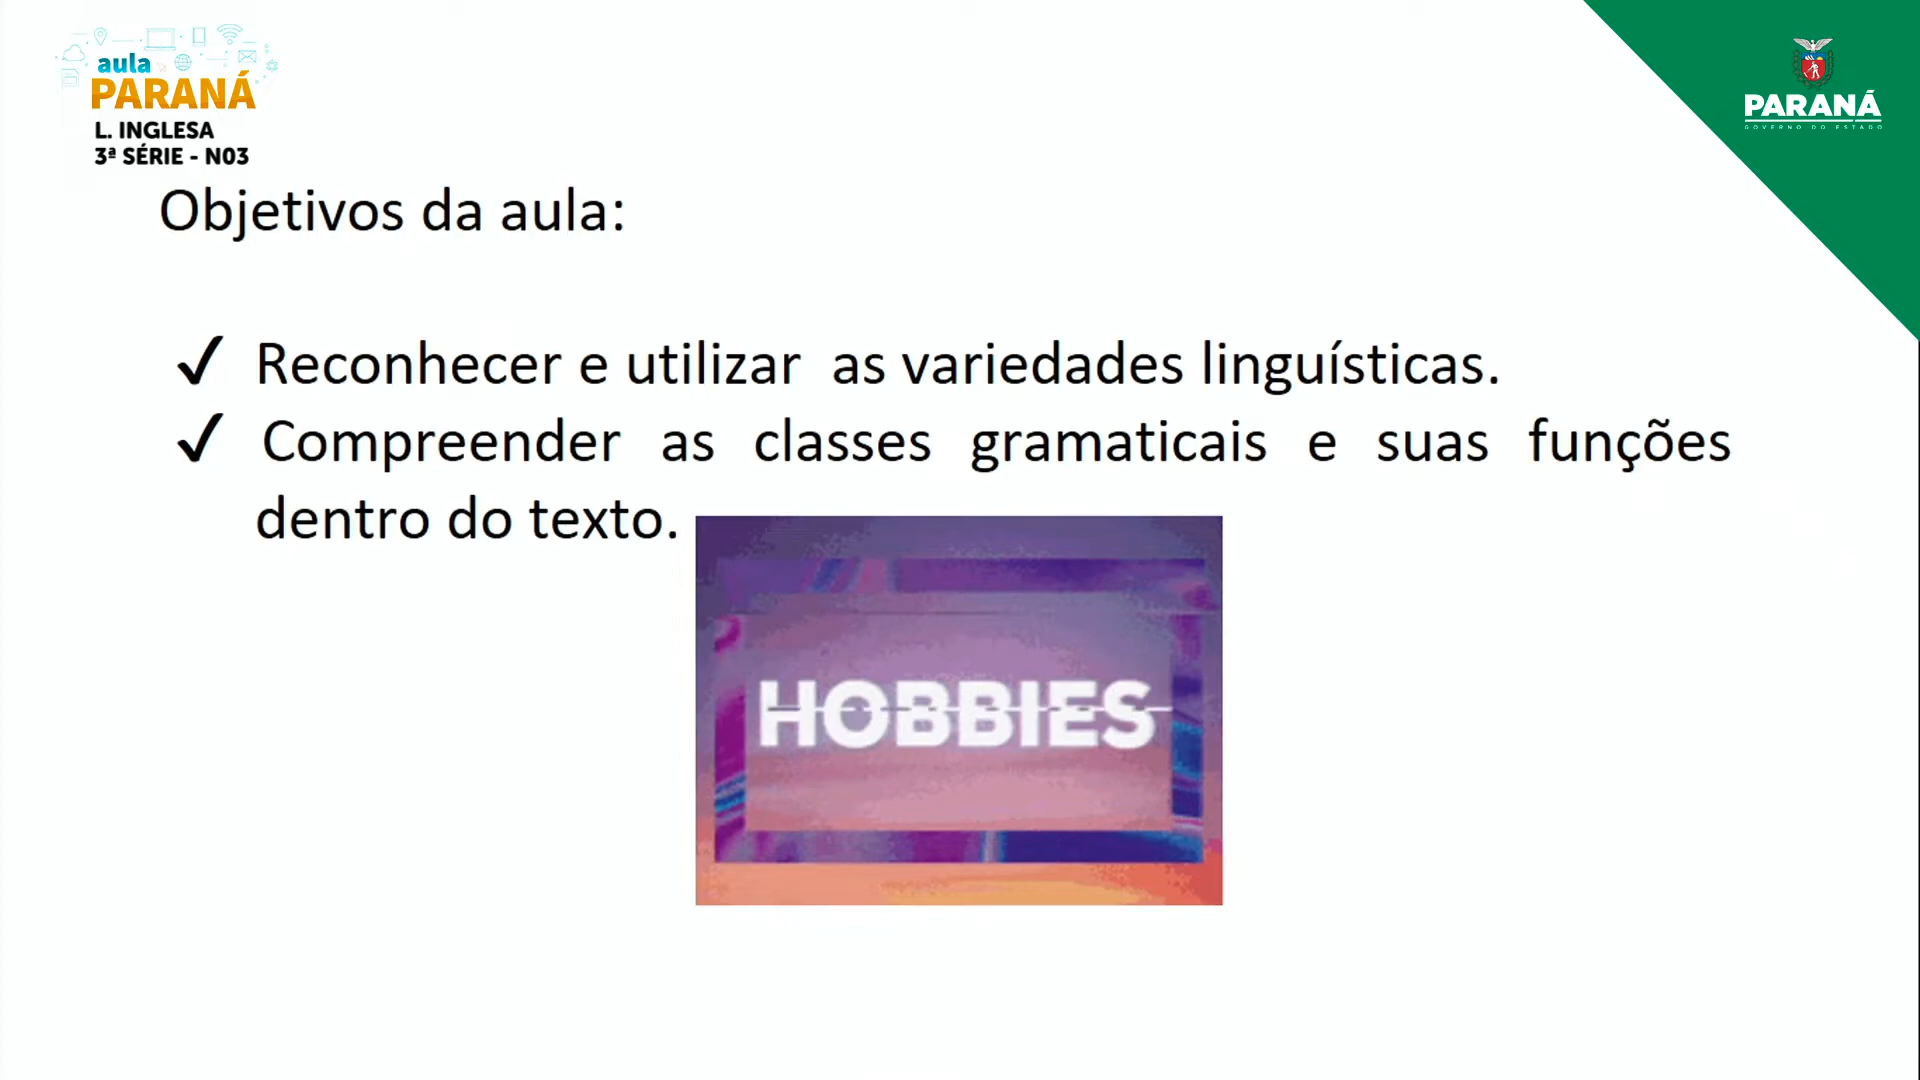 aula
PARANÁ
L. INGLESA
3ª SÉRIE - N03
PARANÁ
GOVERNO DO ESTADO
Objetivos da aula:
✓ Reconhecer e utilizar as variedades linguísticas.
✓ Compreender as classes gramaticais e suas funções
dentro do texto.
HOBBIES